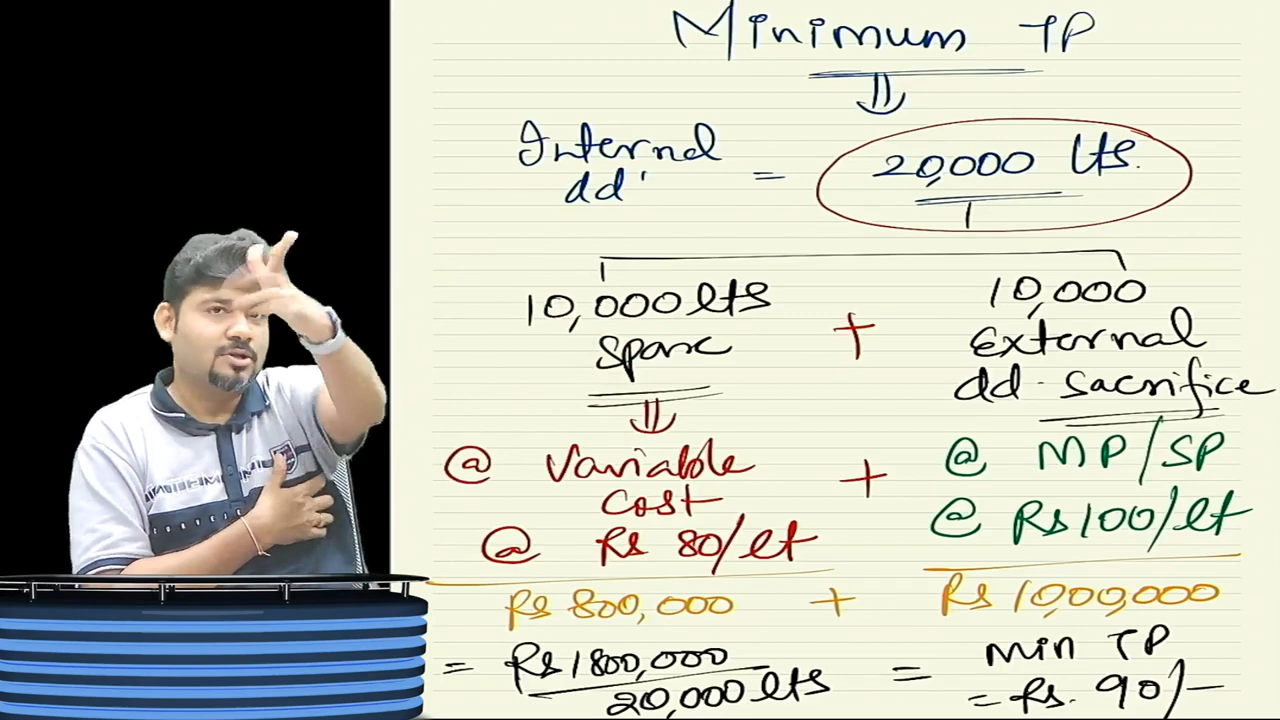 Minimum TP
⇓
Internal dd' = 20,000 lts.
10,000 lts spare + 10,000 External dd. sacrifice
⇓
@ Variable Cost + @ MP/SP
@ Rs 80/lt @ Rs 100/lt
Rs 800,000 + Rs 10,00,000
= Rs 1800,000 / 20,000 lts = Min TP = Rs. 90/-